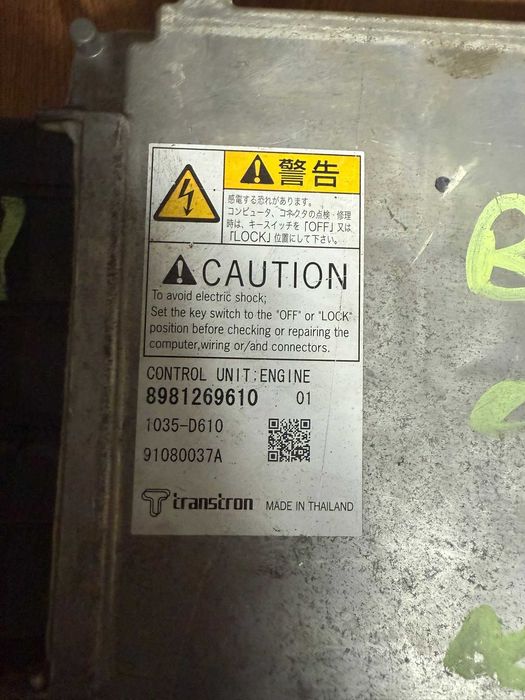 警告
感電する恐れがあります。
コンピュータ、コネクタの点検・修理
時は、キースイッチを「OFF」又は
「LOCK」位置にして下さい。
CAUTION
To avoid electric shock;
Set the key switch to the "OFF" or "LOCK"
position before checking or repairing the
computer,wiring or/and connectors.
CONTROL UNIT:ENGINE
8981269610 01
1035-D610
91080037A
transtron MADE IN THAILAND